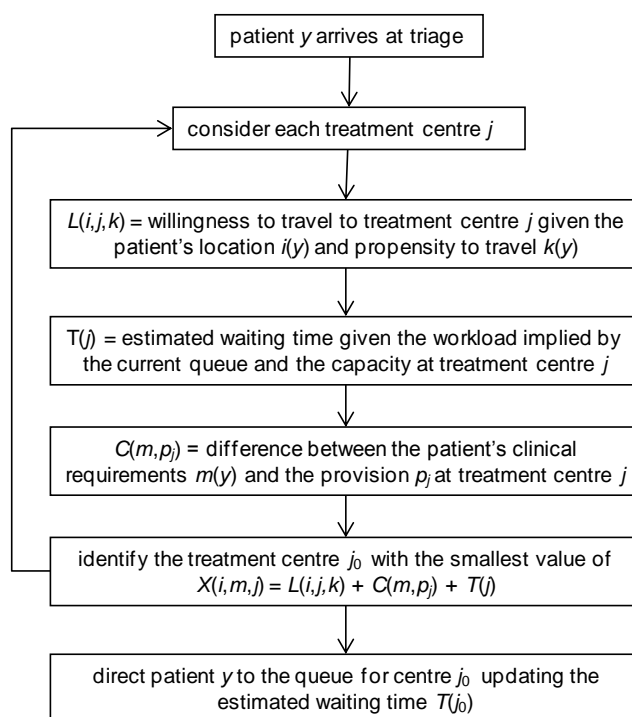 patient y arrives at triage
consider each treatment centre j
L(i,j,k) = willingness to travel to treatment centre j given the
patient's location i(y) and propensity to travel k(y)
T(j) = estimated waiting time given the workload implied by
the current queue and the capacity at treatment centre j
C(m,pj) = difference between the patient's clinical
requirements m(y) and the provision pj at treatment centre j
identify the treatment centre j0 with the smallest value of
X(i,m,j) = L(i,j,k) + C(m,pj) + T(j)
direct patient y to the queue for centre j0 updating the
estimated waiting time T(j0)